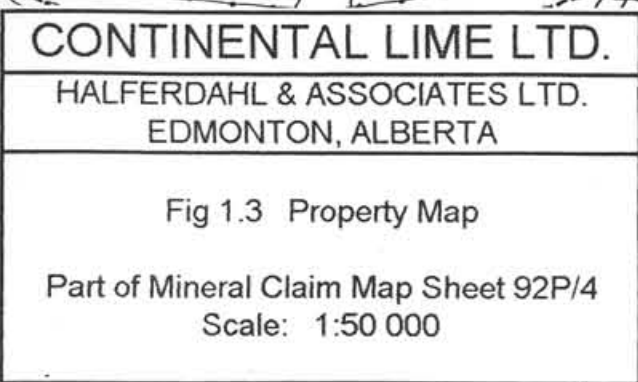 CONTINENTAL LIME LTD.
HALFERDAHL & ASSOCIATES LTD.
EDMONTON, ALBERTA
Fig 1.3 Property Map
Part of Mineral Claim Map Sheet 92P/4
Scale: 1:50 000